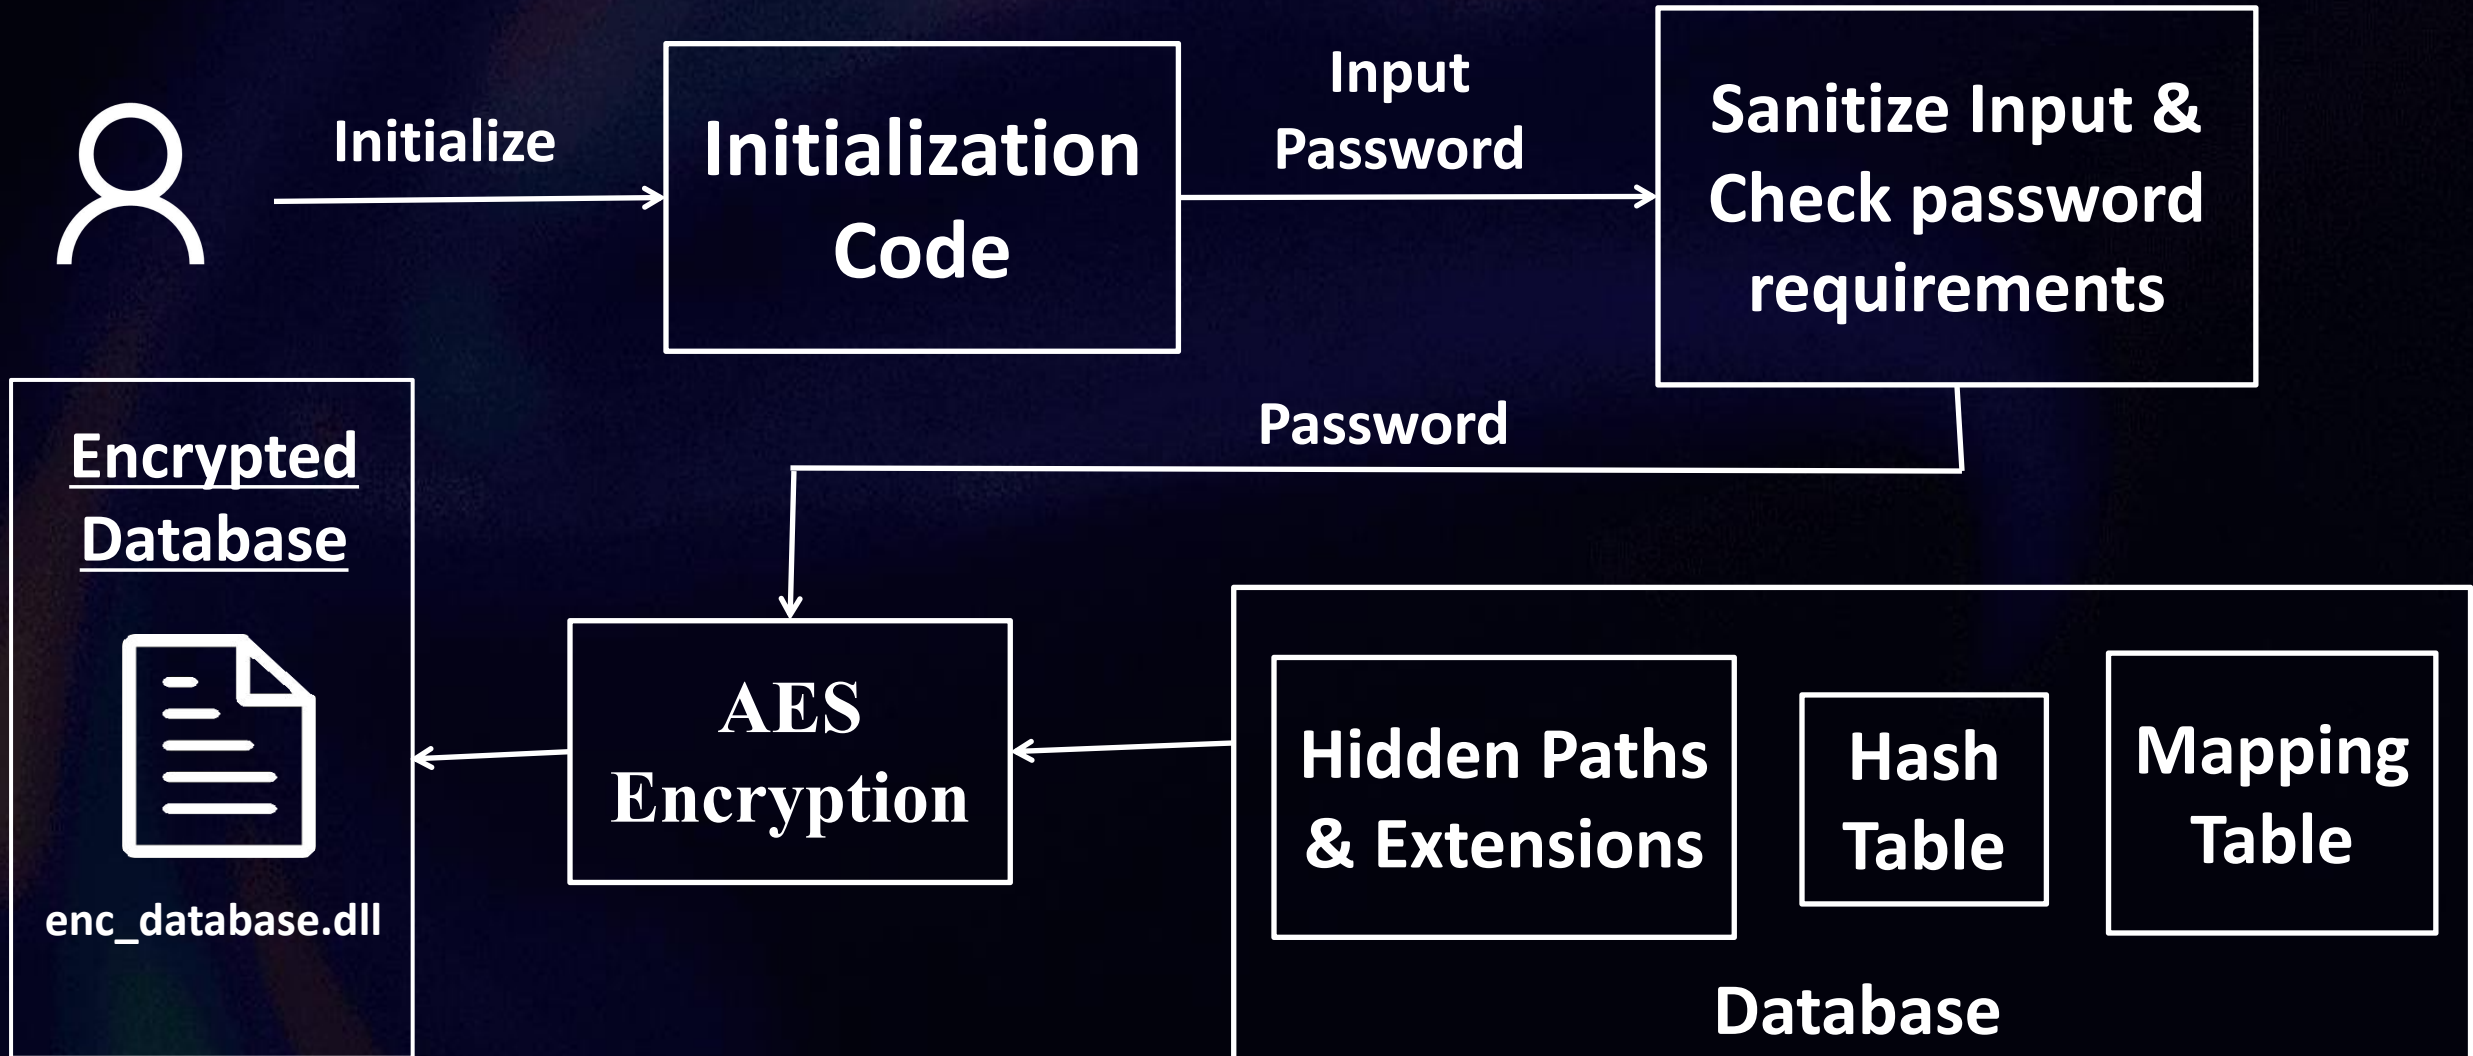 Initialize
Initialization
Code
Input
Password
Sanitize Input &
Check password
requirements
Password
Encrypted
Database
enc_database.dll
AES
Encryption
Hidden Paths
& Extensions
Hash
Table
Mapping
Table
Database